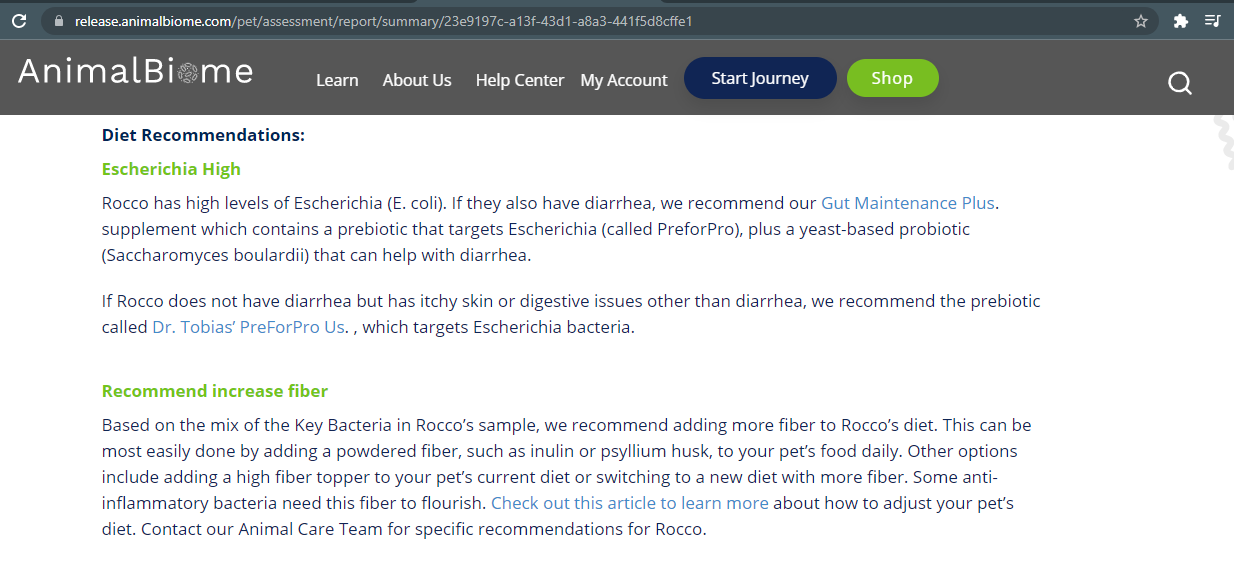 release.animalbiome.com/pet/assessment/report/summary/23e9197c-a13f-43d1-a8a3-441f5d8cffe1
AnimalBiome
Learn About Us Help Center My Account Start Journey Shop
Diet Recommendations:
Escherichia High
Rocco has high levels of Escherichia (E. coli). If they also have diarrhea, we recommend our Gut Maintenance Plus.
supplement which contains a prebiotic that targets Escherichia (called PreforPro), plus a yeast-based probiotic
(Saccharomyces boulardii) that can help with diarrhea.
If Rocco does not have diarrhea but has itchy skin or digestive issues other than diarrhea, we recommend the prebiotic
called Dr. Tobias’ PreForPro Us. , which targets Escherichia bacteria.
Recommend increase fiber
Based on the mix of the Key Bacteria in Rocco’s sample, we recommend adding more fiber to Rocco’s diet. This can be
most easily done by adding a powdered fiber, such as inulin or psyllium husk, to your pet’s food daily. Other options
include adding a high fiber topper to your pet’s current diet or switching to a new diet with more fiber. Some anti-
inflammatory bacteria need this fiber to flourish. Check out this article to learn more about how to adjust your pet’s
diet. Contact our Animal Care Team for specific recommendations for Rocco.